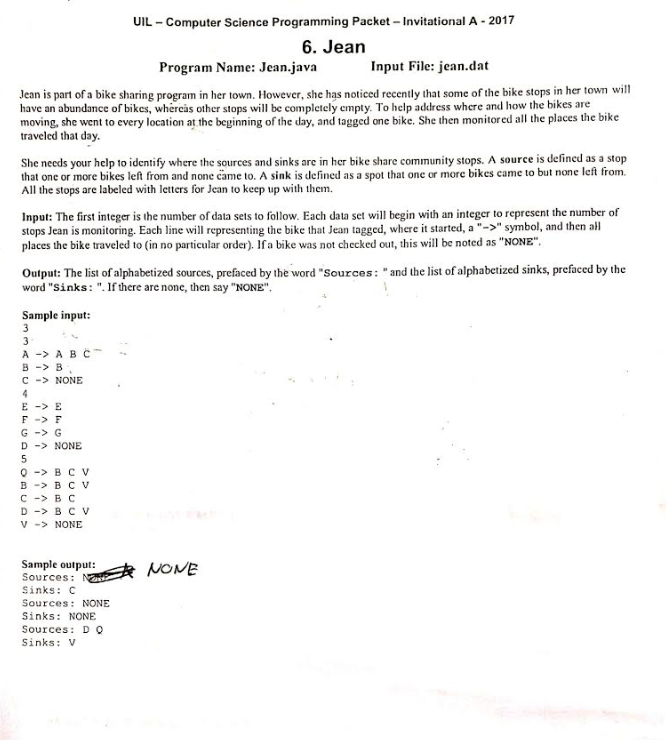 UIL – Computer Science Programming Packet – Invitational A - 2017
6. Jean
Program Name: Jean.java Input File: jean.dat
Jean is part of a bike sharing program in her town. However, she has noticed recently that some of the bike stops in her town will
have an abundance of bikes, whereas other stops will be completely empty. To help address where and how the bikes are
moving, she went to every location at the beginning of the day, and tagged one bike. She then monitored all the places the bike
traveled that day.
She needs your help to identify where the sources and sinks are in her bike share community stops. A source is defined as a stop
that one or more bikes left from and none came to. A sink is defined as a spot that one or more bikes came to but none left from.
All the stops are labeled with letters for Jean to keep up with them.
Input: The first integer is the number of data sets to follow. Each data set will begin with an integer to represent the number of
stops Jean is monitoring. Each line will representing the bike that Jean tagged, where it started, a "->" symbol, and then all
places the bike traveled to (in no particular order). If a bike was not checked out, this will be noted as "NONE".
Output: The list of alphabetized sources, prefaced by the word "Sources: " and the list of alphabetized sinks, prefaced by the
word "Sinks: ". If there are none, then say "NONE".
Sample input:
3
3
A -> A B C
B -> B
C -> NONE
4
E -> E
F -> F
G -> G
D -> NONE
5
Q -> B C V
B -> B C V
C -> B C
D -> B C V
V -> NONE
Sample output:
Sources: NONE
Sinks: C
Sources: NONE
Sinks: NONE
Sources: D Q
Sinks: V